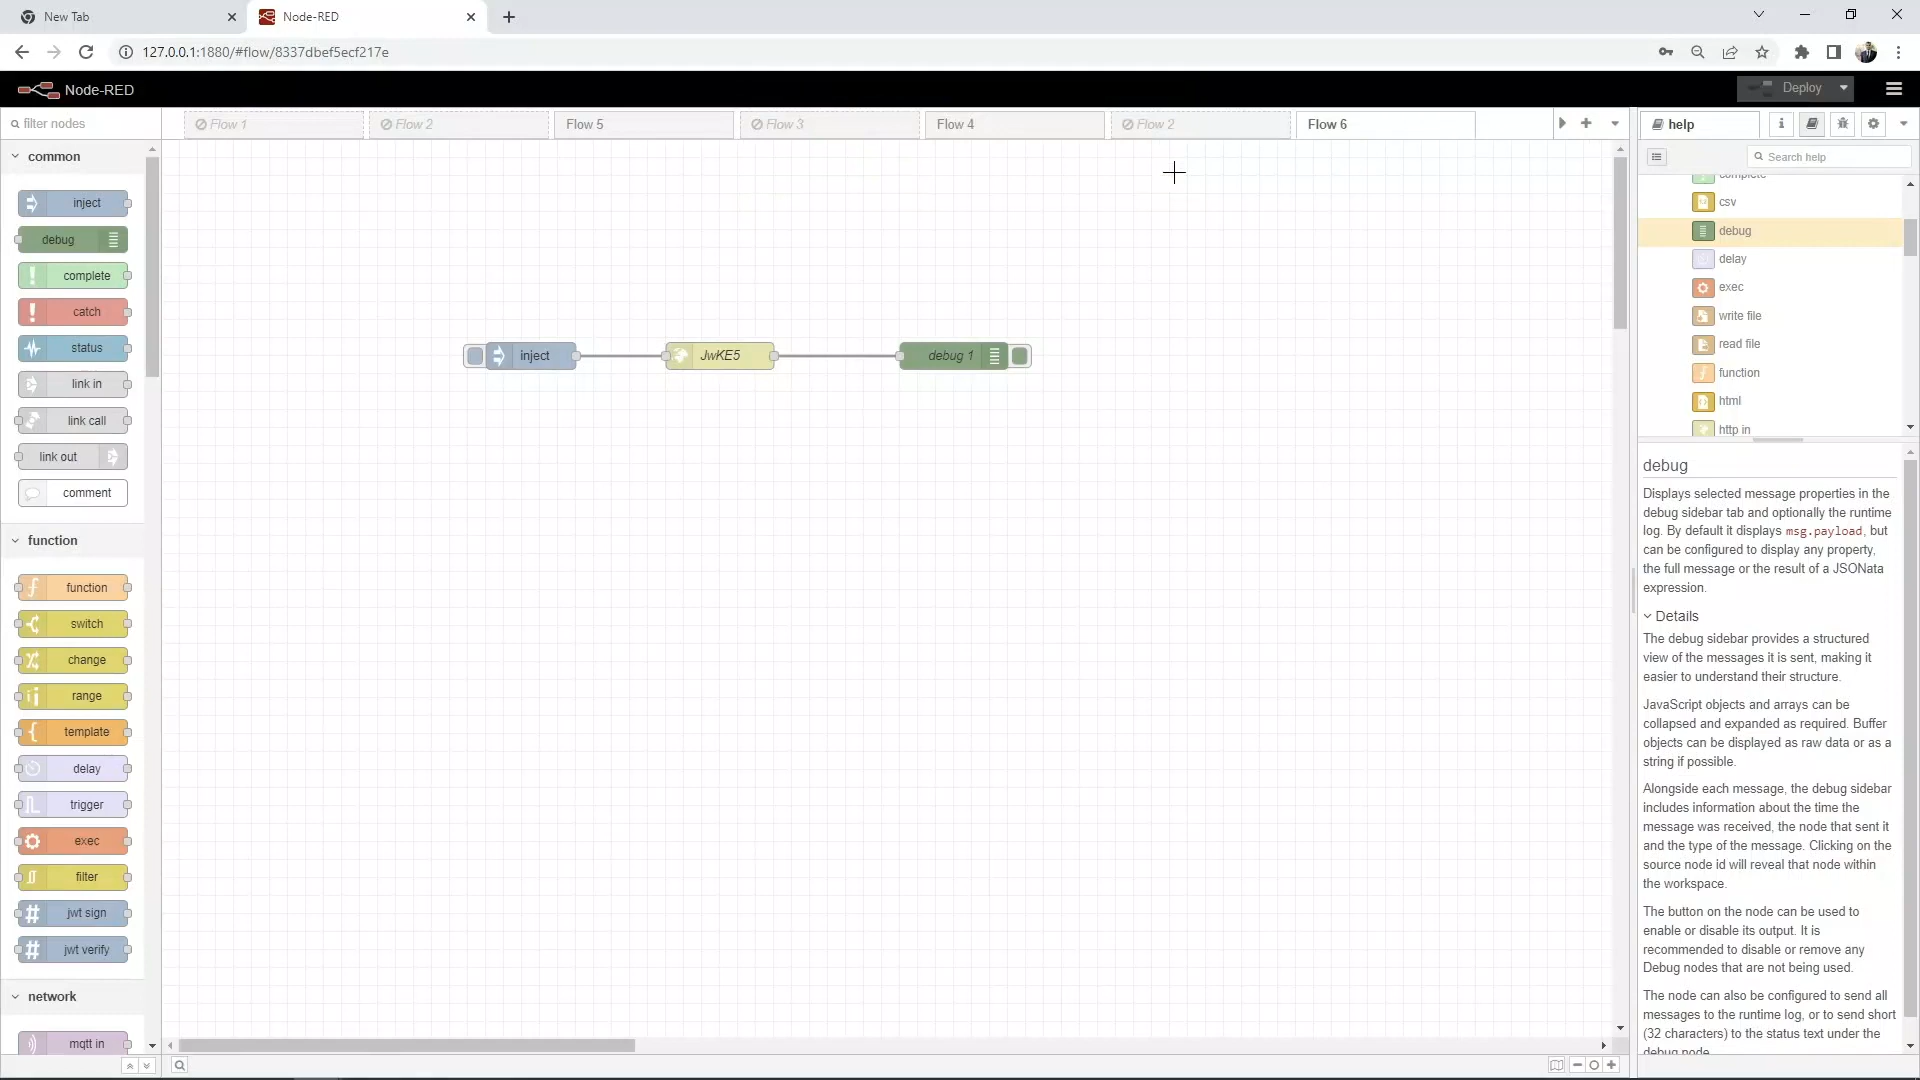 New Tab
Node-RED
127.0.0.1:1880/#flow/8337dbef5ecf217e
Node-RED
Deploy
filter nodes
Flow 1
Flow 2
Flow 5
Flow 3
Flow 4
Flow 2
Flow 6
help
common
inject
debug
complete
catch
status
link in
link call
link out
comment
function
function
switch
change
range
template
delay
trigger
exec
filter
jwt sign
jwt verify
network
mqtt in
inject
JwKE5
debug 1
Search help
complete
csv
debug
delay
exec
write file
read file
function
html
http in
debug
Displays selected message properties in the
debug sidebar tab and optionally the runtime
log. By default it displays msg.payload, but
can be configured to display any property,
the full message or the result of a JSONata
expression.
Details
The debug sidebar provides a structured
view of the messages it is sent, making it
easier to understand their structure.
JavaScript objects and arrays can be
collapsed and expanded as required. Buffer
objects can be displayed as raw data or as a
string if possible.
Alongside each message, the debug sidebar
includes information about the time the
message was received, the node that sent it
and the type of the message. Clicking on the
source node id will reveal that node within
the workspace.
The button on the node can be used to
enable or disable its output. It is
recommended to disable or remove any
Debug nodes that are not being used.
The node can also be configured to send all
messages to the runtime log, or to send short
(32 characters) to the status text under the
debug node.